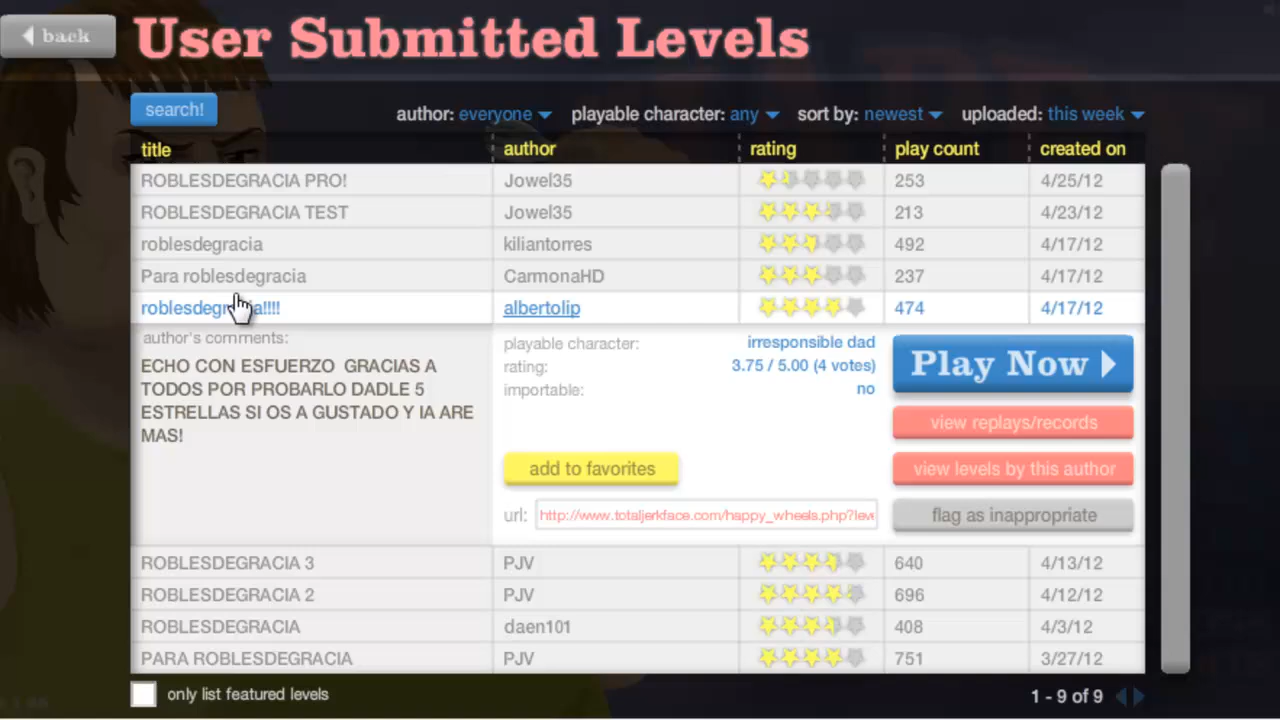 back
User Submitted Levels
search!
author: everyone playable character: any sort by: newest uploaded: this week
title author rating play count created on
ROBLESDEGRACIA PRO! Jowel35 253 4/25/12
ROBLESDEGRACIA TEST Jowel35 213 4/23/12
roblesdegracia kiliantorres 492 4/17/12
Para roblesdegracia CarmonaHD 237 4/17/12
roblesdegracia!!!! albertolip 474 4/17/12
author's comments:
ECHO CON ESFUERZO GRACIAS A
TODOS POR PROBARLO DADLE 5
ESTRELLAS SI OS A GUSTADO Y IA ARE
MAS!
playable character: irresponsible dad
rating: 3.75 / 5.00 (4 votes)
importable: no
add to favorites
url: http://www.totaljerkface.com/happy_wheels.php?leve
Play Now
view replays/records
view levels by this author
flag as inappropriate
ROBLESDEGRACIA 3 PJV 640 4/13/12
ROBLESDEGRACIA 2 PJV 696 4/12/12
ROBLESDEGRACIA daen101 408 4/3/12
PARA ROBLESDEGRACIA PJV 751 3/27/12
only list featured levels
1 - 9 of 9